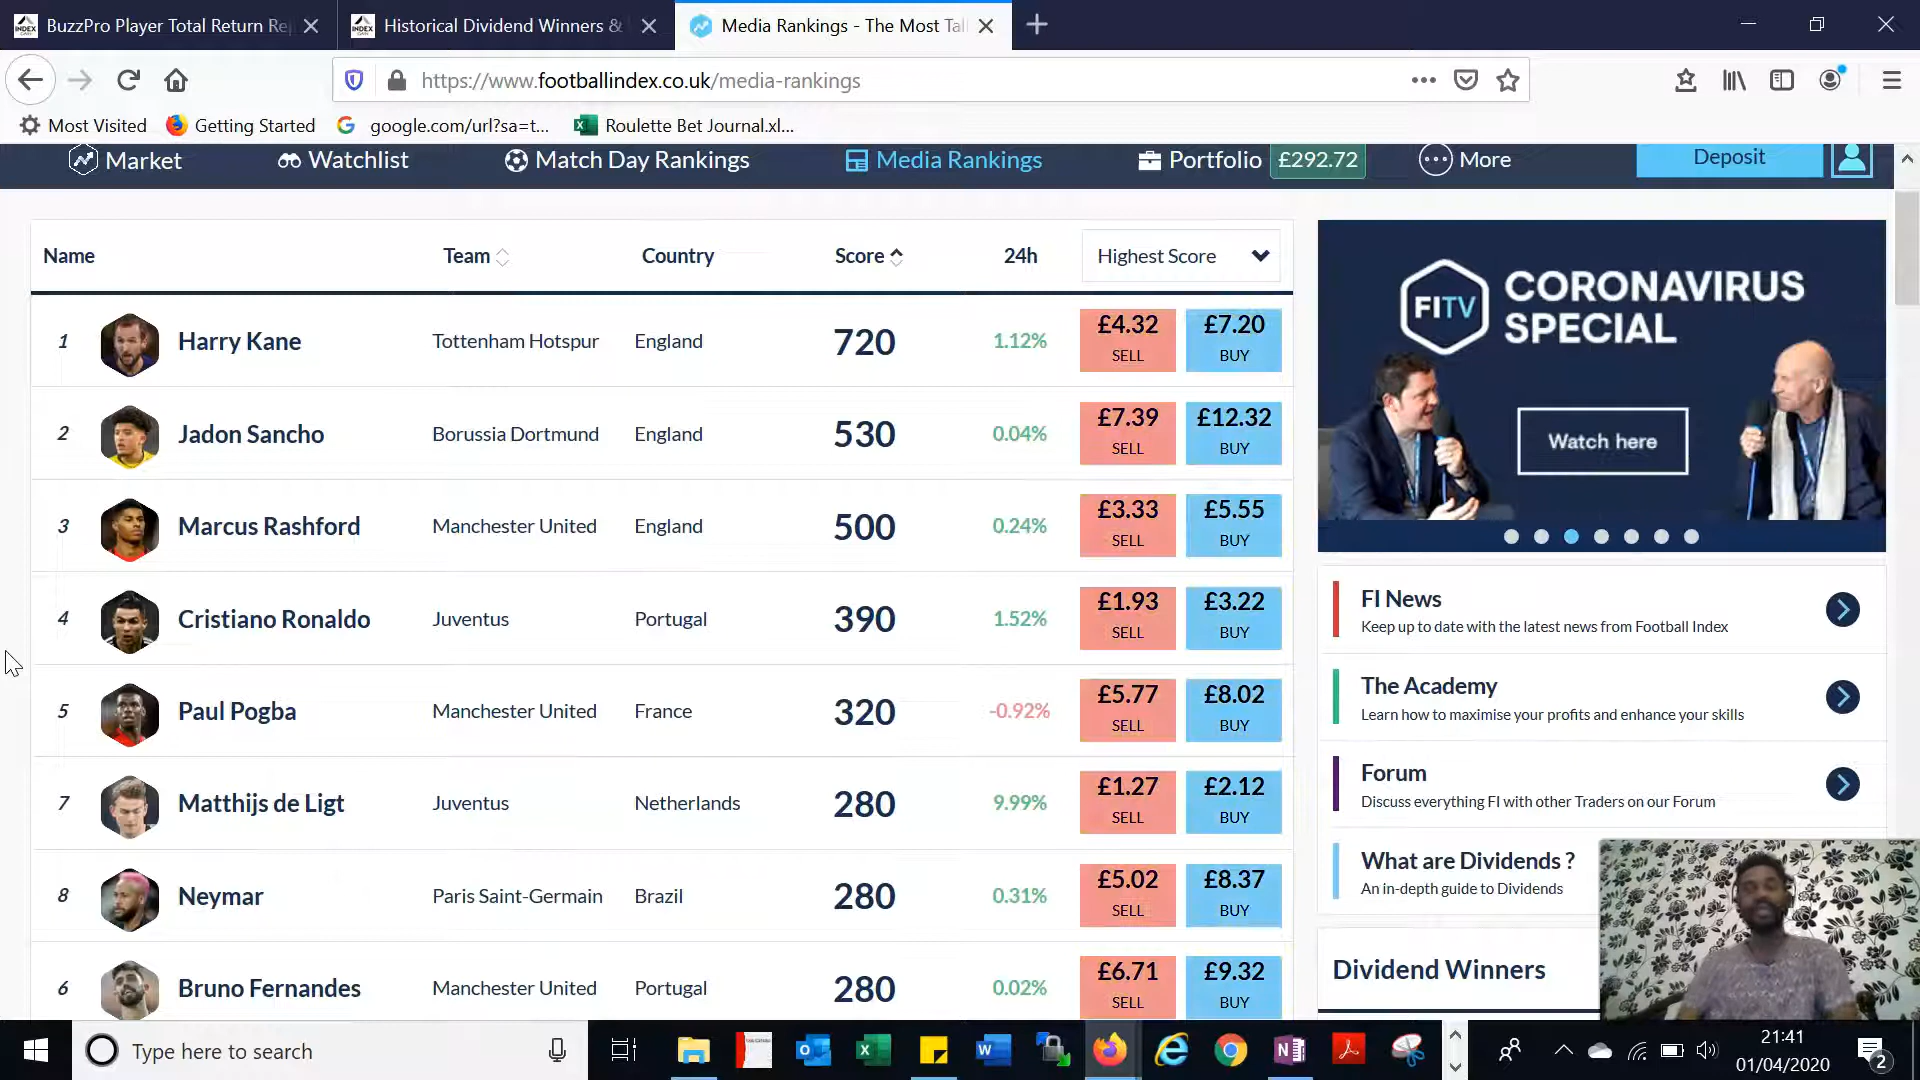 BuzzPro Player Total Return Re
Historical Dividend Winners &
Media Rankings - The Most Tal
https://www.footballindex.co.uk/media-rankings
Most Visited
Getting Started
google.com/url?sa=t...
Roulette Bet Journal.xl...
Market
Watchlist
Match Day Rankings
Media Rankings
Portfolio £292.72
More
Deposit
Name Team Country Score 24h Highest Score
1 Harry Kane Tottenham Hotspur England 720 1.12% £4.32 SELL £7.20 BUY
2 Jadon Sancho Borussia Dortmund England 530 0.04% £7.39 SELL £12.32 BUY
3 Marcus Rashford Manchester United England 500 0.24% £3.33 SELL £5.55 BUY
4 Cristiano Ronaldo Juventus Portugal 390 1.52% £1.93 SELL £3.22 BUY
5 Paul Pogba Manchester United France 320 -0.92% £5.77 SELL £8.02 BUY
7 Matthijs de Ligt Juventus Netherlands 280 9.99% £1.27 SELL £2.12 BUY
8 Neymar Paris Saint-Germain Brazil 280 0.31% £5.02 SELL £8.37 BUY
6 Bruno Fernandes Manchester United Portugal 280 0.02% £6.71 SELL £9.32 BUY
FITV
CORONAVIRUS
SPECIAL
Watch here
FI News
Keep up to date with the latest news from Football Index
The Academy
Learn how to maximise your profits and enhance your skills
Forum
Discuss everything FI with other Traders on our Forum
What are Dividends ?
An in-depth guide to Dividends
Dividend Winners
Type here to search
21:41
01/04/2020
2